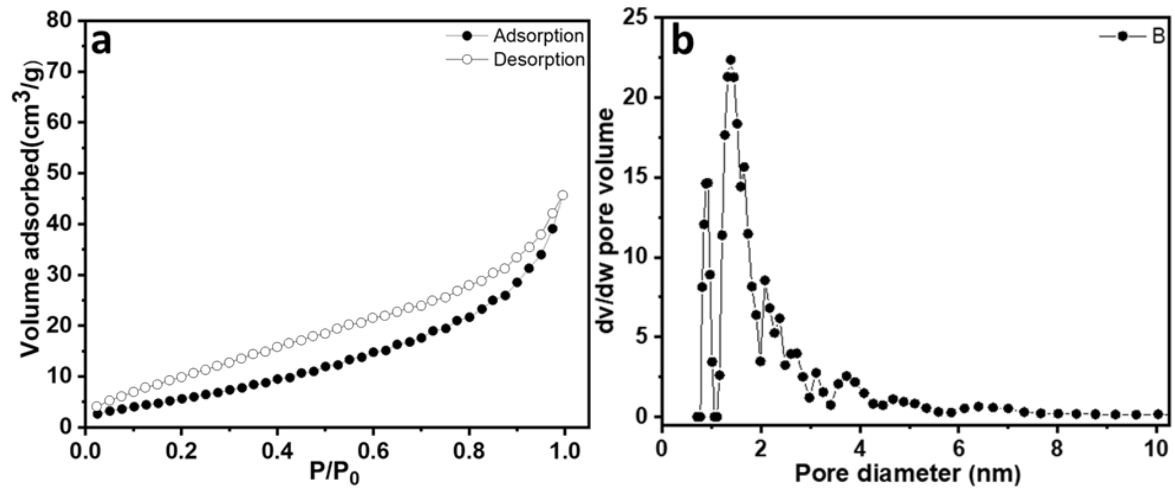 a
Adsorption
Desorption
Volume adsorbed(cm³/g)
80
70
60
50
40
30
20
10
0
0.0 0.2 0.4 0.6 0.8 1.0
P/P₀
b
B
dv/dw pore volume
25
20
15
10
5
0
0 2 4 6 8 10
Pore diameter (nm)